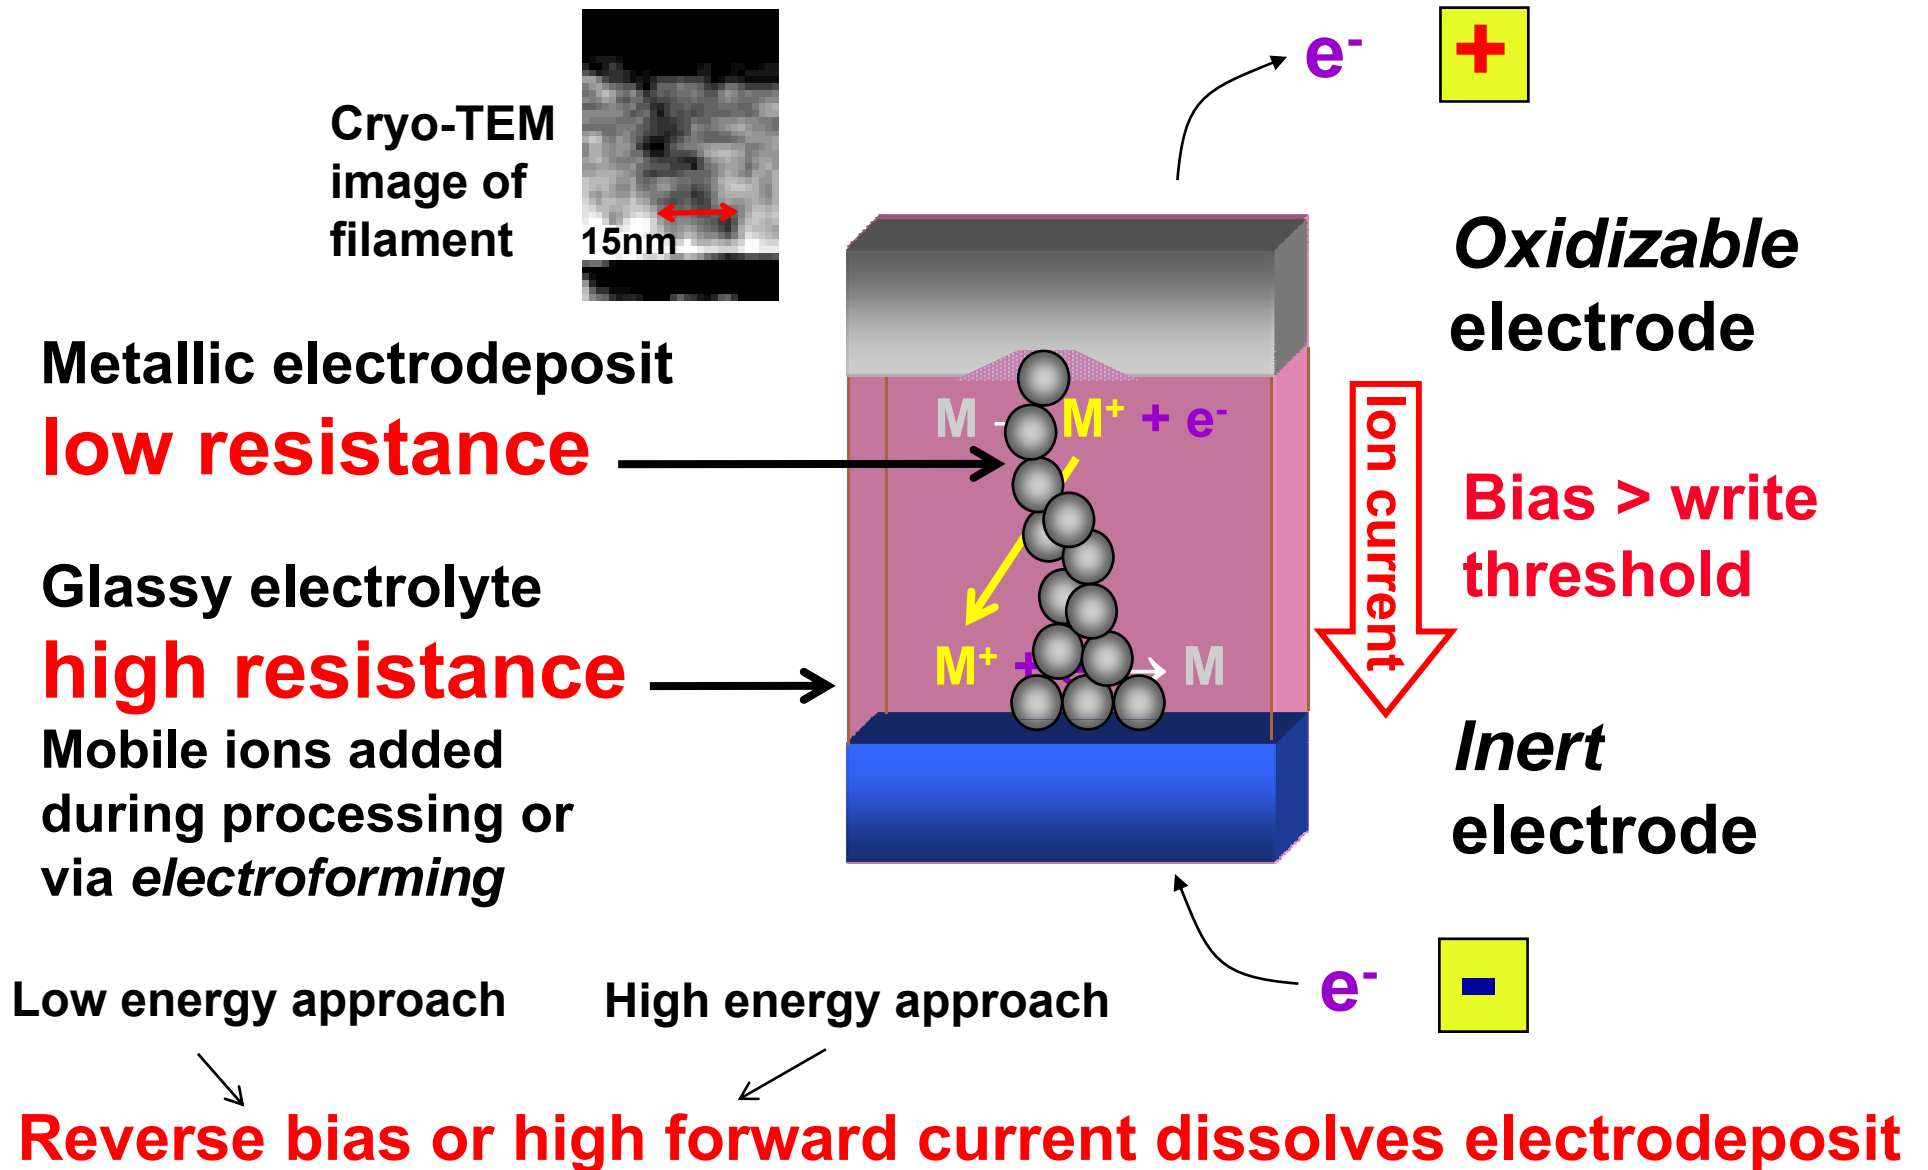 e-
+
Cryo-TEM
image of
filament
15nm
Oxidizable
electrode
Metallic electrodeposit
low resistance
M M+ + e-
Ion current
Bias > write
threshold
Glassy electrolyte
high resistance
M+ + → M
Mobile ions added
during processing or
via electroforming
Inert
electrode
Low energy approach
High energy approach
e-
-
Reverse bias or high forward current dissolves electrodeposit